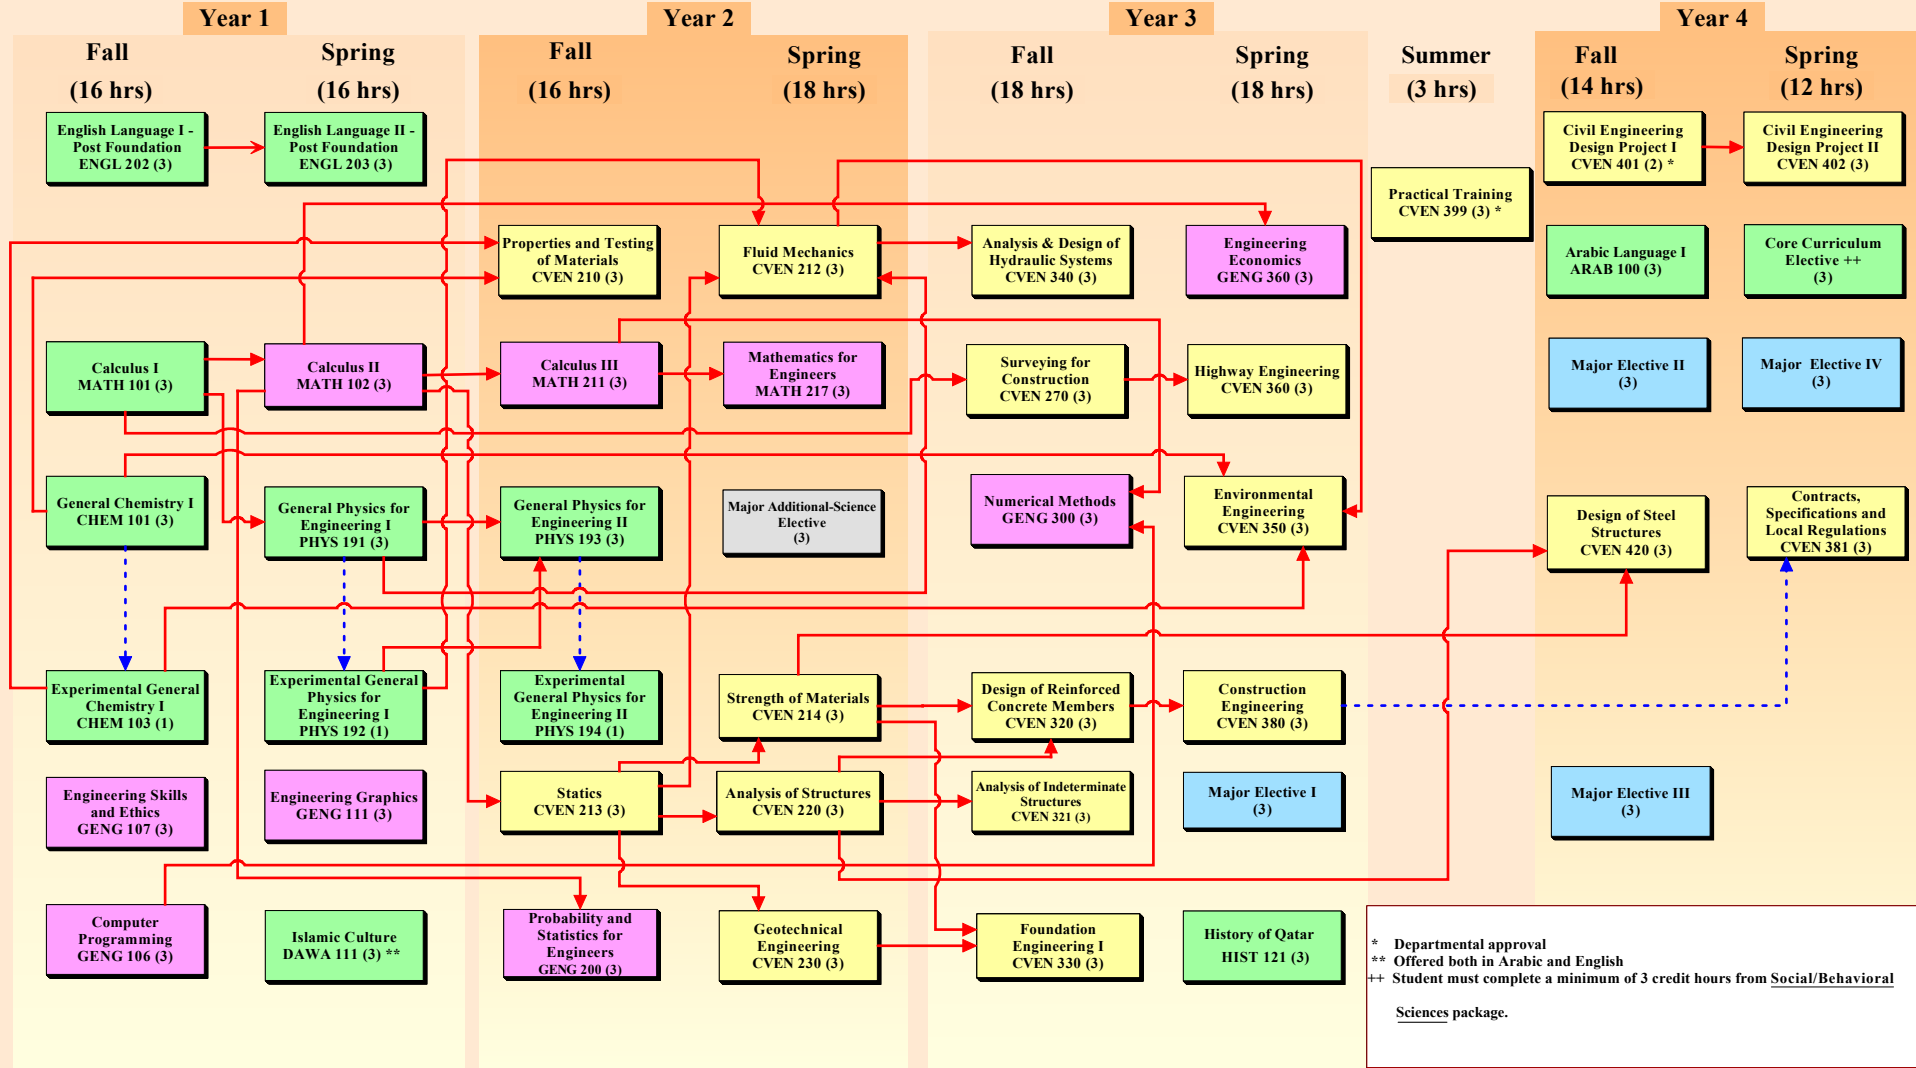 Year 1
Year 2
Year 3
Year 4
Fall
(16 hrs)
Spring
(16 hrs)
Fall
(16 hrs)
Spring
(18 hrs)
Fall
(18 hrs)
Spring
(18 hrs)
Summer
(3 hrs)
Fall
(14 hrs)
Spring
(12 hrs)
English Language I -
Post Foundation
ENGL 202 (3)
English Language II -
Post Foundation
ENGL 203 (3)
Civil Engineering
Design Project I
CVEN 401 (2) *
Civil Engineering
Design Project II
CVEN 402 (3)
Practical Training
CVEN 399 (3) *
Properties and Testing
of Materials
CVEN 210 (3)
Fluid Mechanics
CVEN 212 (3)
Analysis & Design of
Hydraulic Systems
CVEN 340 (3)
Engineering
Economics
GENG 360 (3)
Arabic Language I
ARAB 100 (3)
Core Curriculum
Elective ++
(3)
Calculus I
MATH 101 (3)
Calculus II
MATH 102 (3)
Calculus III
MATH 211 (3)
Mathematics for
Engineers
MATH 217 (3)
Surveying for
Construction
CVEN 270 (3)
Highway Engineering
CVEN 360 (3)
Major Elective II
(3)
Major Elective IV
(3)
General Chemistry I
CHEM 101 (3)
General Physics for
Engineering I
PHYS 191 (3)
General Physics for
Engineering II
PHYS 193 (3)
Major Additional-Science
Elective
(3)
Numerical Methods
GENG 300 (3)
Environmental
Engineering
CVEN 350 (3)
Design of Steel
Structures
CVEN 420 (3)
Contracts,
Specifications and
Local Regulations
CVEN 381 (3)
Experimental General
Chemistry I
CHEM 103 (1)
Experimental General
Physics for
Engineering I
PHYS 192 (1)
Experimental
General Physics for
Engineering II
PHYS 194 (1)
Strength of Materials
CVEN 214 (3)
Design of Reinforced
Concrete Members
CVEN 320 (3)
Construction
Engineering
CVEN 380 (3)
Engineering Skills
and Ethics
GENG 107 (3)
Engineering Graphics
GENG 111 (3)
Statics
CVEN 213 (3)
Analysis of Structures
CVEN 220 (3)
Analysis of Indeterminate
Structures
CVEN 321 (3)
Major Elective I
(3)
Major Elective III
(3)
Computer
Programming
GENG 106 (3)
Islamic Culture
DAWA 111 (3) **
Probability and
Statistics for
Engineers
GENG 200 (3)
Geotechnical
Engineering
CVEN 230 (3)
Foundation
Engineering I
CVEN 330 (3)
History of Qatar
HIST 121 (3)
* Departmental approval
** Offered both in Arabic and English
++ Student must complete a minimum of 3 credit hours from Social/Behavioral
Sciences package.